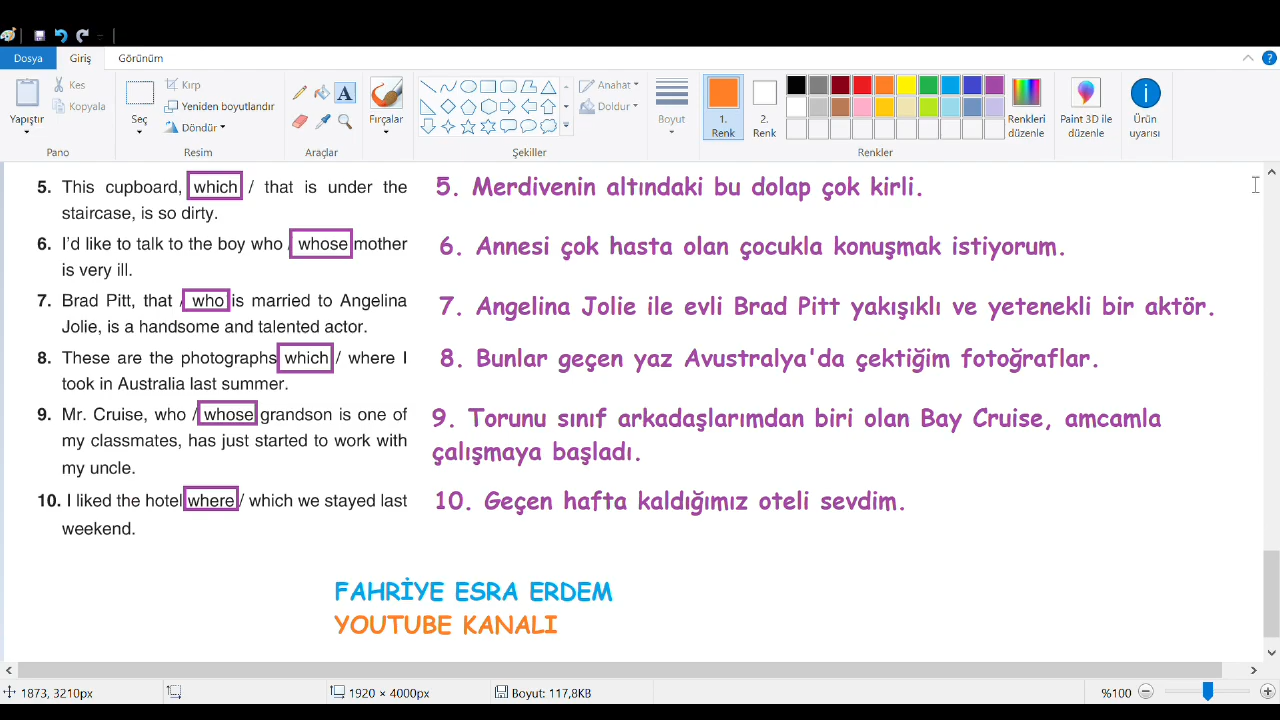 Dosya Giriş Görünüm
Yapıştır
Kes
Kopyala
Pano
Seç
Kırp
Yeniden boyutlandır
Döndür
Resim
A
Araçlar
Fırçalar
Anahat
Doldur
Şekiller
Boyut
1.
Renk
2.
Renk
Renkleri
düzenle
Renkler
Paint 3D ile
düzenle
Ürün
uyarısı
5. This cupboard, which / that is under the
staircase, is so dirty.
5. Merdivenin altındaki bu dolap çok kirli.
6. I'd like to talk to the boy who / whose mother
is very ill.
6. Annesi çok hasta olan çocukla konuşmak istiyorum.
7. Brad Pitt, that / who is married to Angelina
Jolie, is a handsome and talented actor.
7. Angelina Jolie ile evli Brad Pitt yakışıklı ve yetenekli bir aktör.
8. These are the photographs which / where I
took in Australia last summer.
8. Bunlar geçen yaz Avustralya'da çektiğim fotoğraflar.
9. Mr. Cruise, who / whose grandson is one of
my classmates, has just started to work with
my uncle.
9. Torunu sınıf arkadaşlarımdan biri olan Bay Cruise, amcamla
çalışmaya başladı.
10. I liked the hotel where / which we stayed last
weekend.
10. Geçen hafta kaldığımız oteli sevdim.
FAHRİYE ESRA ERDEM
YOUTUBE KANALI
1873, 3210px
1920 × 4000px
Boyut: 117,8KB
%100